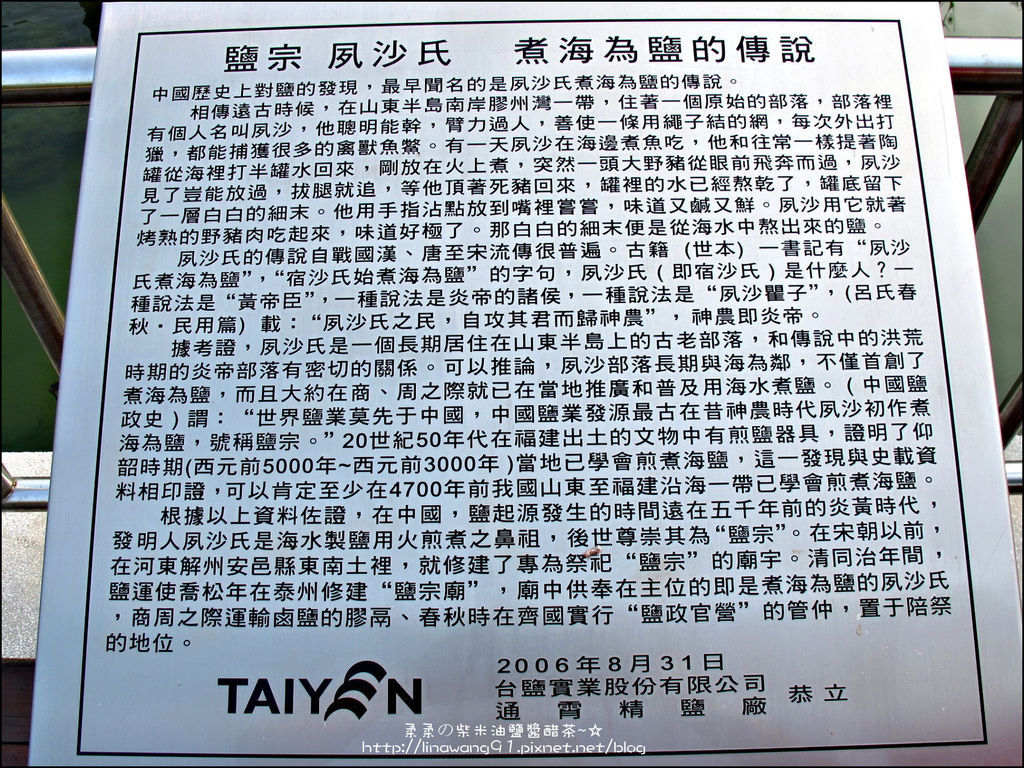 鹽宗 夙沙氏　煮海為鹽的傳說
中國歷史上對鹽的發現，最早聞名的是夙沙氏煮海為鹽的傳說。
相傳遠古時候，在山東半島南岸膠州灣一帶，住著一個原始的部落，部落裡
有個人名叫夙沙，他聰明能幹，臂力過人，善使一條用繩子結的網，每次外出打
獵，都能捕獲很多的禽獸魚鱉。有一天夙沙在海邊煮魚吃，他和往常一樣提著陶
罐從海裡打半罐水回來，剛放在火上煮，突然一頭大野豬從眼前飛奔而過，夙沙
見了豈能放過，拔腿就追，等他頂著死豬回來，罐裡的水已經熬乾了，罐底留下
了一層白白的細末。他用手指沾點放到嘴裡嘗嘗，味道又鹹又鮮。夙沙用它就著
烤熟的野豬肉吃起來，味道好極了。那白白的細末便是從海水中熬出來的鹽。
夙沙氏的傳說自戰國漢、唐至宋流傳很普遍。古籍 (世本) 一書記有“夙沙
氏煮海為鹽”，“宿沙氏始煮海為鹽”的字句，夙沙氏（即宿沙氏）是什麼人？一
種說法是“黃帝臣”，一種說法是炎帝的諸侯，一種說法是“夙沙瞿子”，(呂氏春
秋‧民用篇) 載：“夙沙氏之民，自攻其君而歸神農”，神農即炎帝。
據考證，夙沙氏是一個長期居住在山東半島上的古老部落，和傳說中的洪荒
時期的炎帝部落有密切的關係。可以推論，夙沙部落長期與海為鄰，不僅首創了
煮海為鹽，而且大約在商、周之際就已在當地推廣和普及用海水煮鹽。（中國鹽
政史）謂：“世界鹽業莫先于中國，中國鹽業發源最古在昔神農時代夙沙初作煮
海為鹽，號稱鹽宗。”20世紀50年代在福建出土的文物中有煎鹽器具，證明了仰
韶時期(西元前5000年~西元前3000年 )當地已學會煎煮海鹽，這一發現與史載資
料相印證，可以肯定至少在4700年前我國山東至福建沿海一帶已學會煎煮海鹽。
根據以上資料佐證，在中國，鹽起源發生的時間遠在五千年前的炎黃時代，
發明人夙沙氏是海水製鹽用火煎煮之鼻祖，後世尊崇其為“鹽宗”。在宋朝以前，
在河東解州安邑縣東南土裡，就修建了專為祭祀“鹽宗”的廟宇。清同治年間，
鹽運使喬松年在泰州修建“鹽宗廟”，廟中供奉在主位的即是煮海為鹽的夙沙氏
，商周之際運輸鹵鹽的膠鬲、春秋時在齊國實行“鹽政官營”的管仲，置于陪祭
的地位。
TAIYEN
2006年8月31日
台鹽實業股份有限公司
通霄精鹽廠 恭立
柔柔の柴米油鹽醬醋茶~☆
http://linawang91.pixnet.net/blog